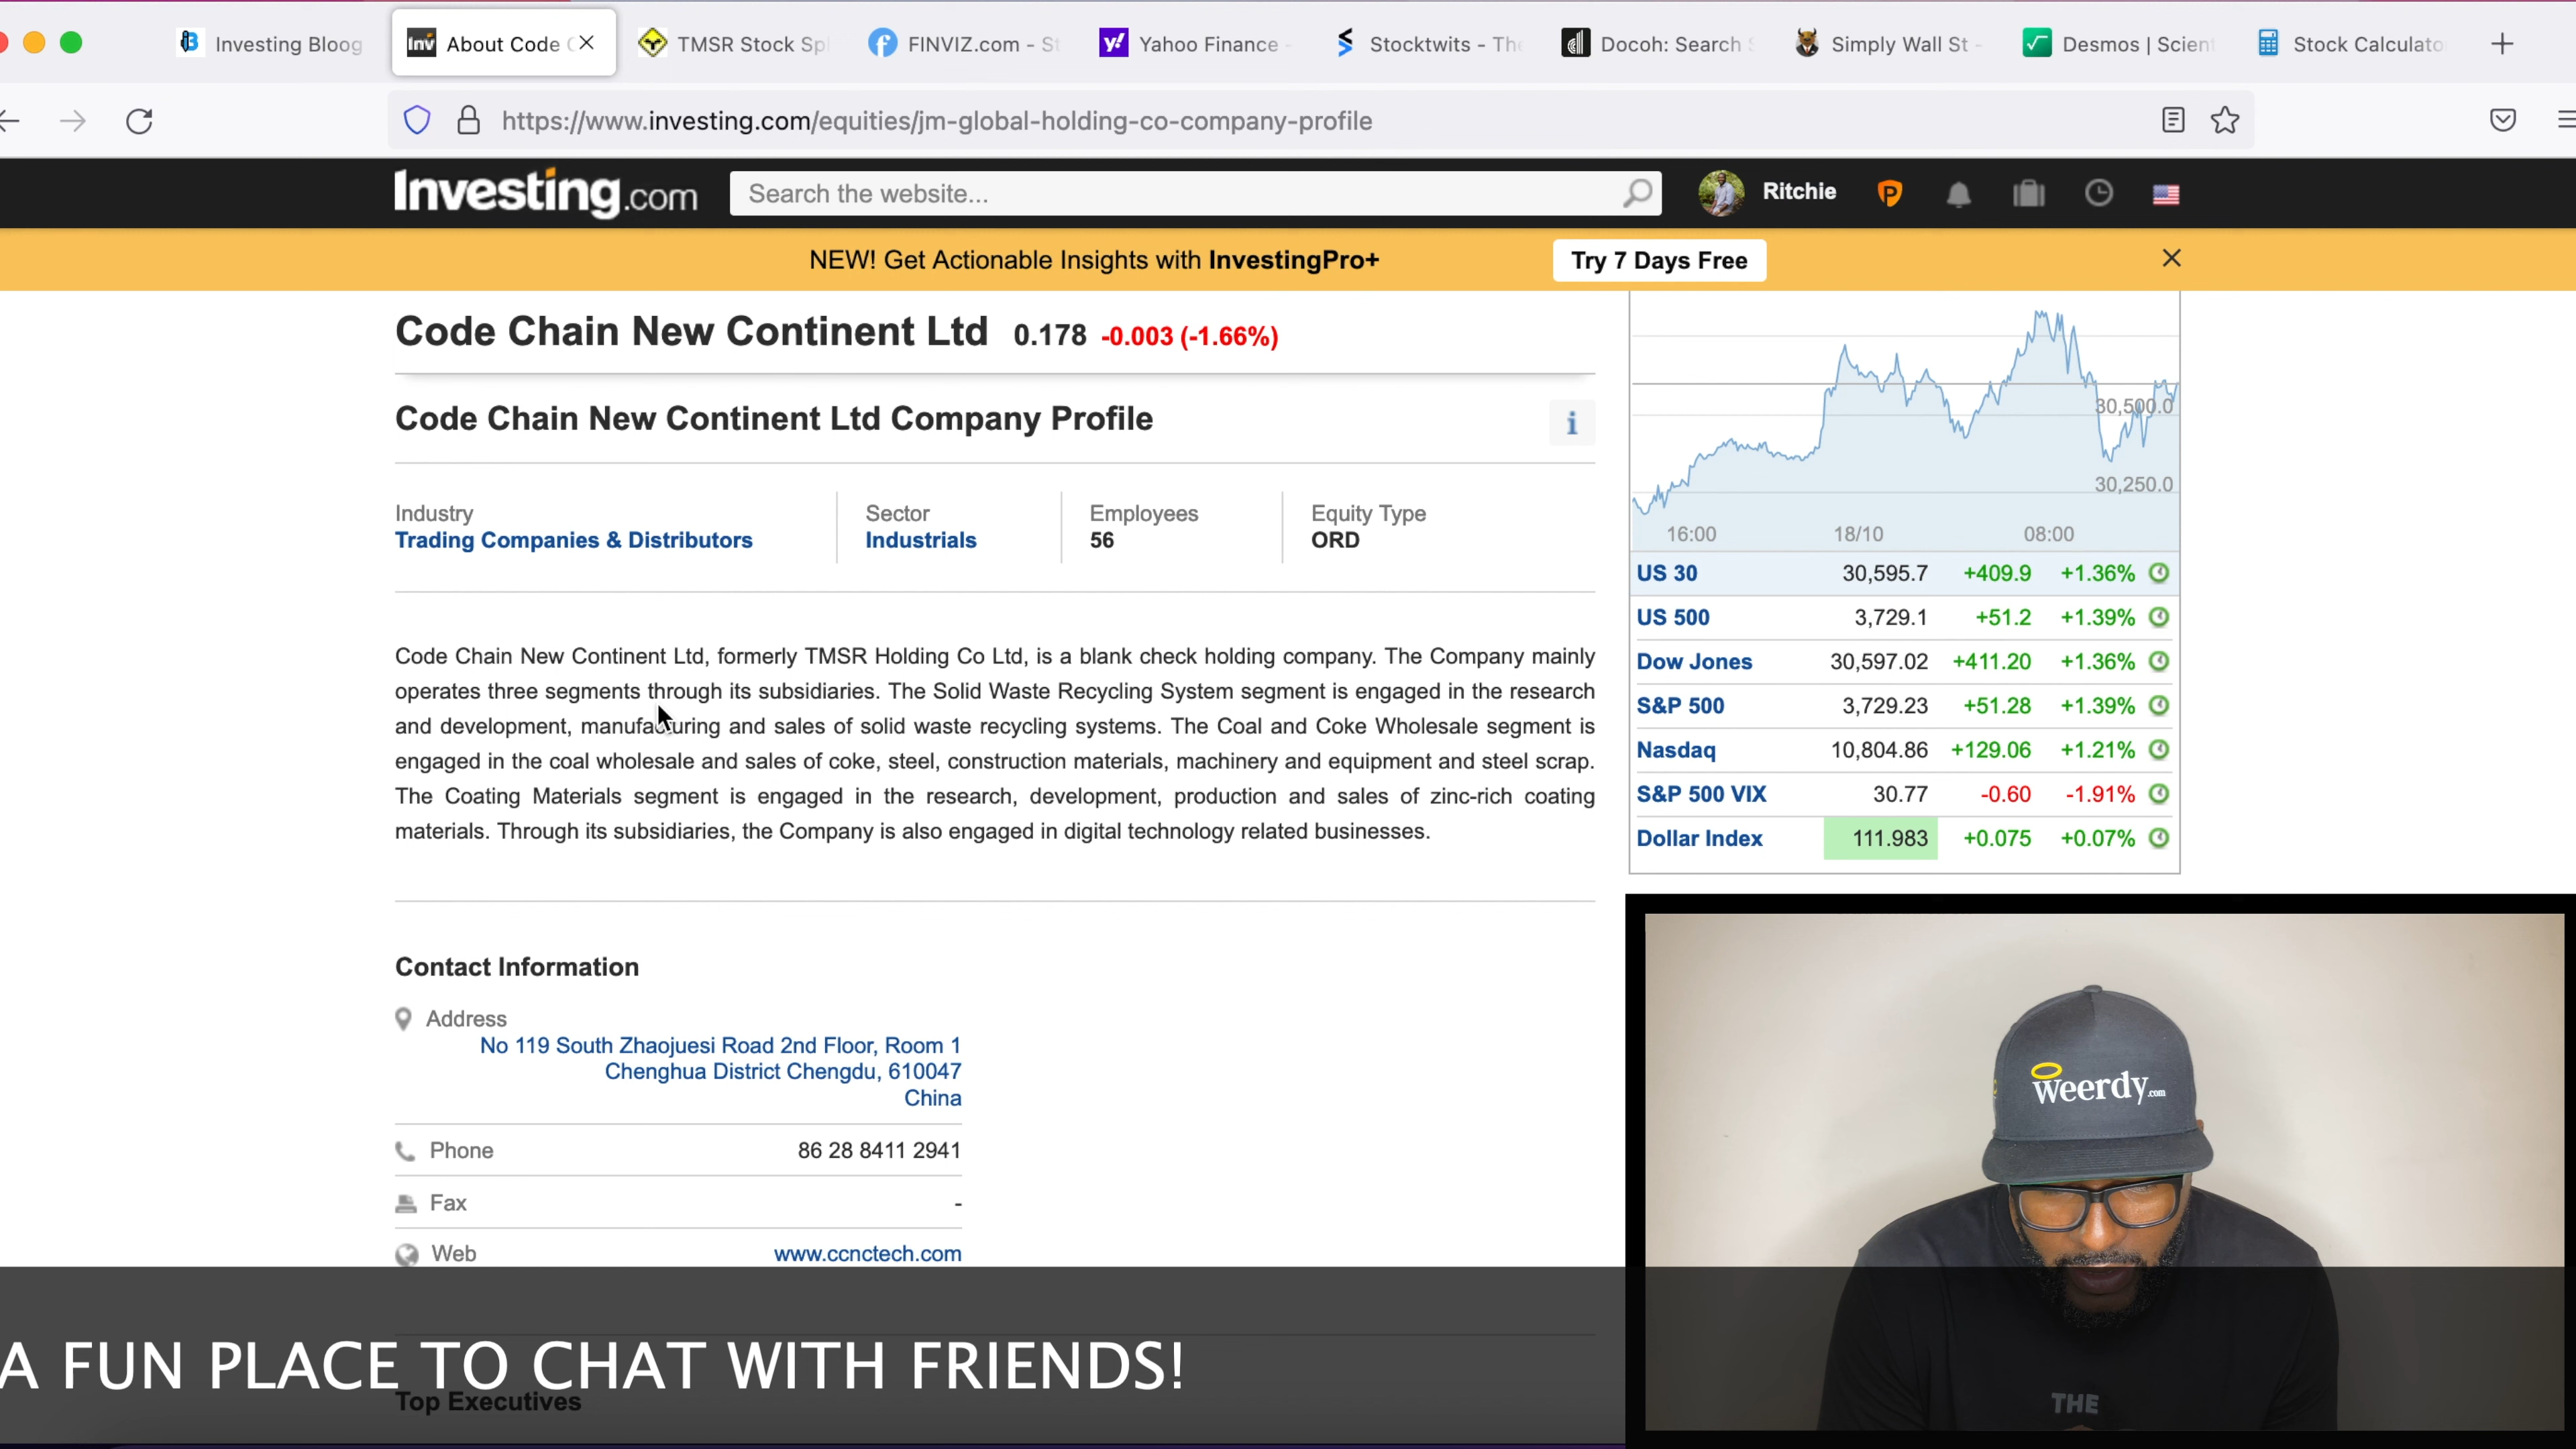 Investing Bloog
About Code C
TMSR Stock Spl
FINVIZ.com - St
Yahoo Finance -
Stocktwits - The
Docoh: Search S
Simply Wall St -
Desmos | Scien
Stock Calculato
https://www.investing.com/equities/jm-global-holding-co-company-profile
Investing.com
Search the website...
Ritchie
NEW! Get Actionable Insights with InvestingPro+
Try 7 Days Free
Code Chain New Continent Ltd 0.178 -0.003 (-1.66%)
Code Chain New Continent Ltd Company Profile
Industry
Trading Companies & Distributors
Sector
Industrials
Employees
56
Equity Type
ORD
Code Chain New Continent Ltd, formerly TMSR Holding Co Ltd, is a blank check holding company. The Company mainly
operates three segments through its subsidiaries. The Solid Waste Recycling System segment is engaged in the research
and development, manufacturing and sales of solid waste recycling systems. The Coal and Coke Wholesale segment is
engaged in the coal wholesale and sales of coke, steel, construction materials, machinery and equipment and steel scrap.
The Coating Materials segment is engaged in the research, development, production and sales of zinc-rich coating
materials. Through its subsidiaries, the Company is also engaged in digital technology related businesses.
Contact Information
Address
No 119 South Zhaojuesi Road 2nd Floor, Room 1
Chenghua District Chengdu, 610047
China
Phone 86 28 8411 2941
Fax -
Web www.ccnctech.com
Top Executives
30,500.0
30,250.0
16:00 18/10 08:00
US 30 30,595.7 +409.9 +1.36%
US 500 3,729.1 +51.2 +1.39%
Dow Jones 30,597.02 +411.20 +1.36%
S&P 500 3,729.23 +51.28 +1.39%
Nasdaq 10,804.86 +129.06 +1.21%
S&P 500 VIX 30.77 -0.60 -1.91%
Dollar Index 111.983 +0.075 +0.07%
weerdy.com
THE
A FUN PLACE TO CHAT WITH FRIENDS!